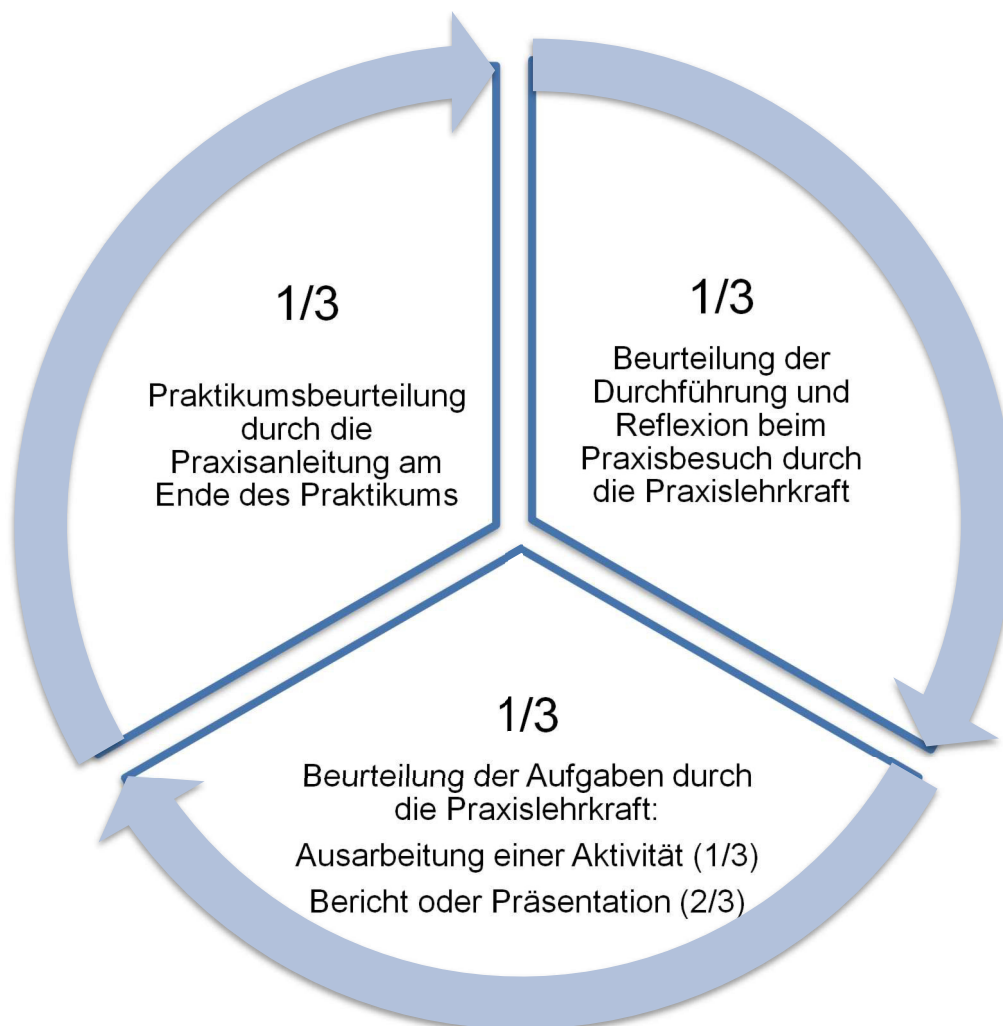 1/3
Praktikumsbeurteilung
durch die
Praxisanleitung am
Ende des Praktikums
1/3
Beurteilung der
Durchführung und
Reflexion beim
Praxisbesuch durch
die Praxislehrkraft
1/3
Beurteilung der Aufgaben durch
die Praxislehrkraft:
Ausarbeitung einer Aktivität (1/3)
Bericht oder Präsentation (2/3)